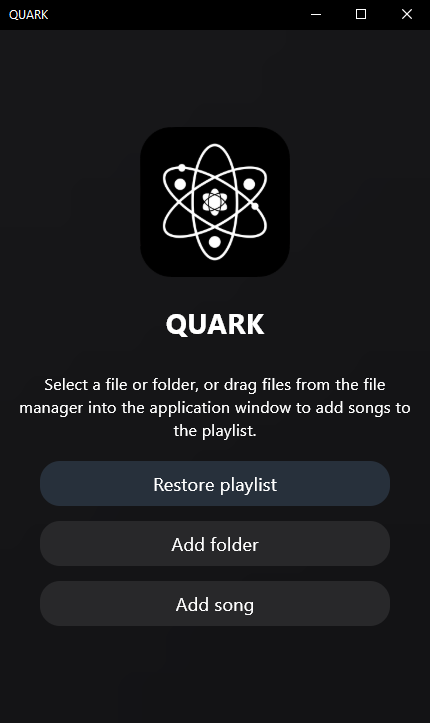 QUARK
QUARK
Select a file or folder, or drag files from the file
manager into the application window to add songs to
the playlist.
Restore playlist
Add folder
Add song